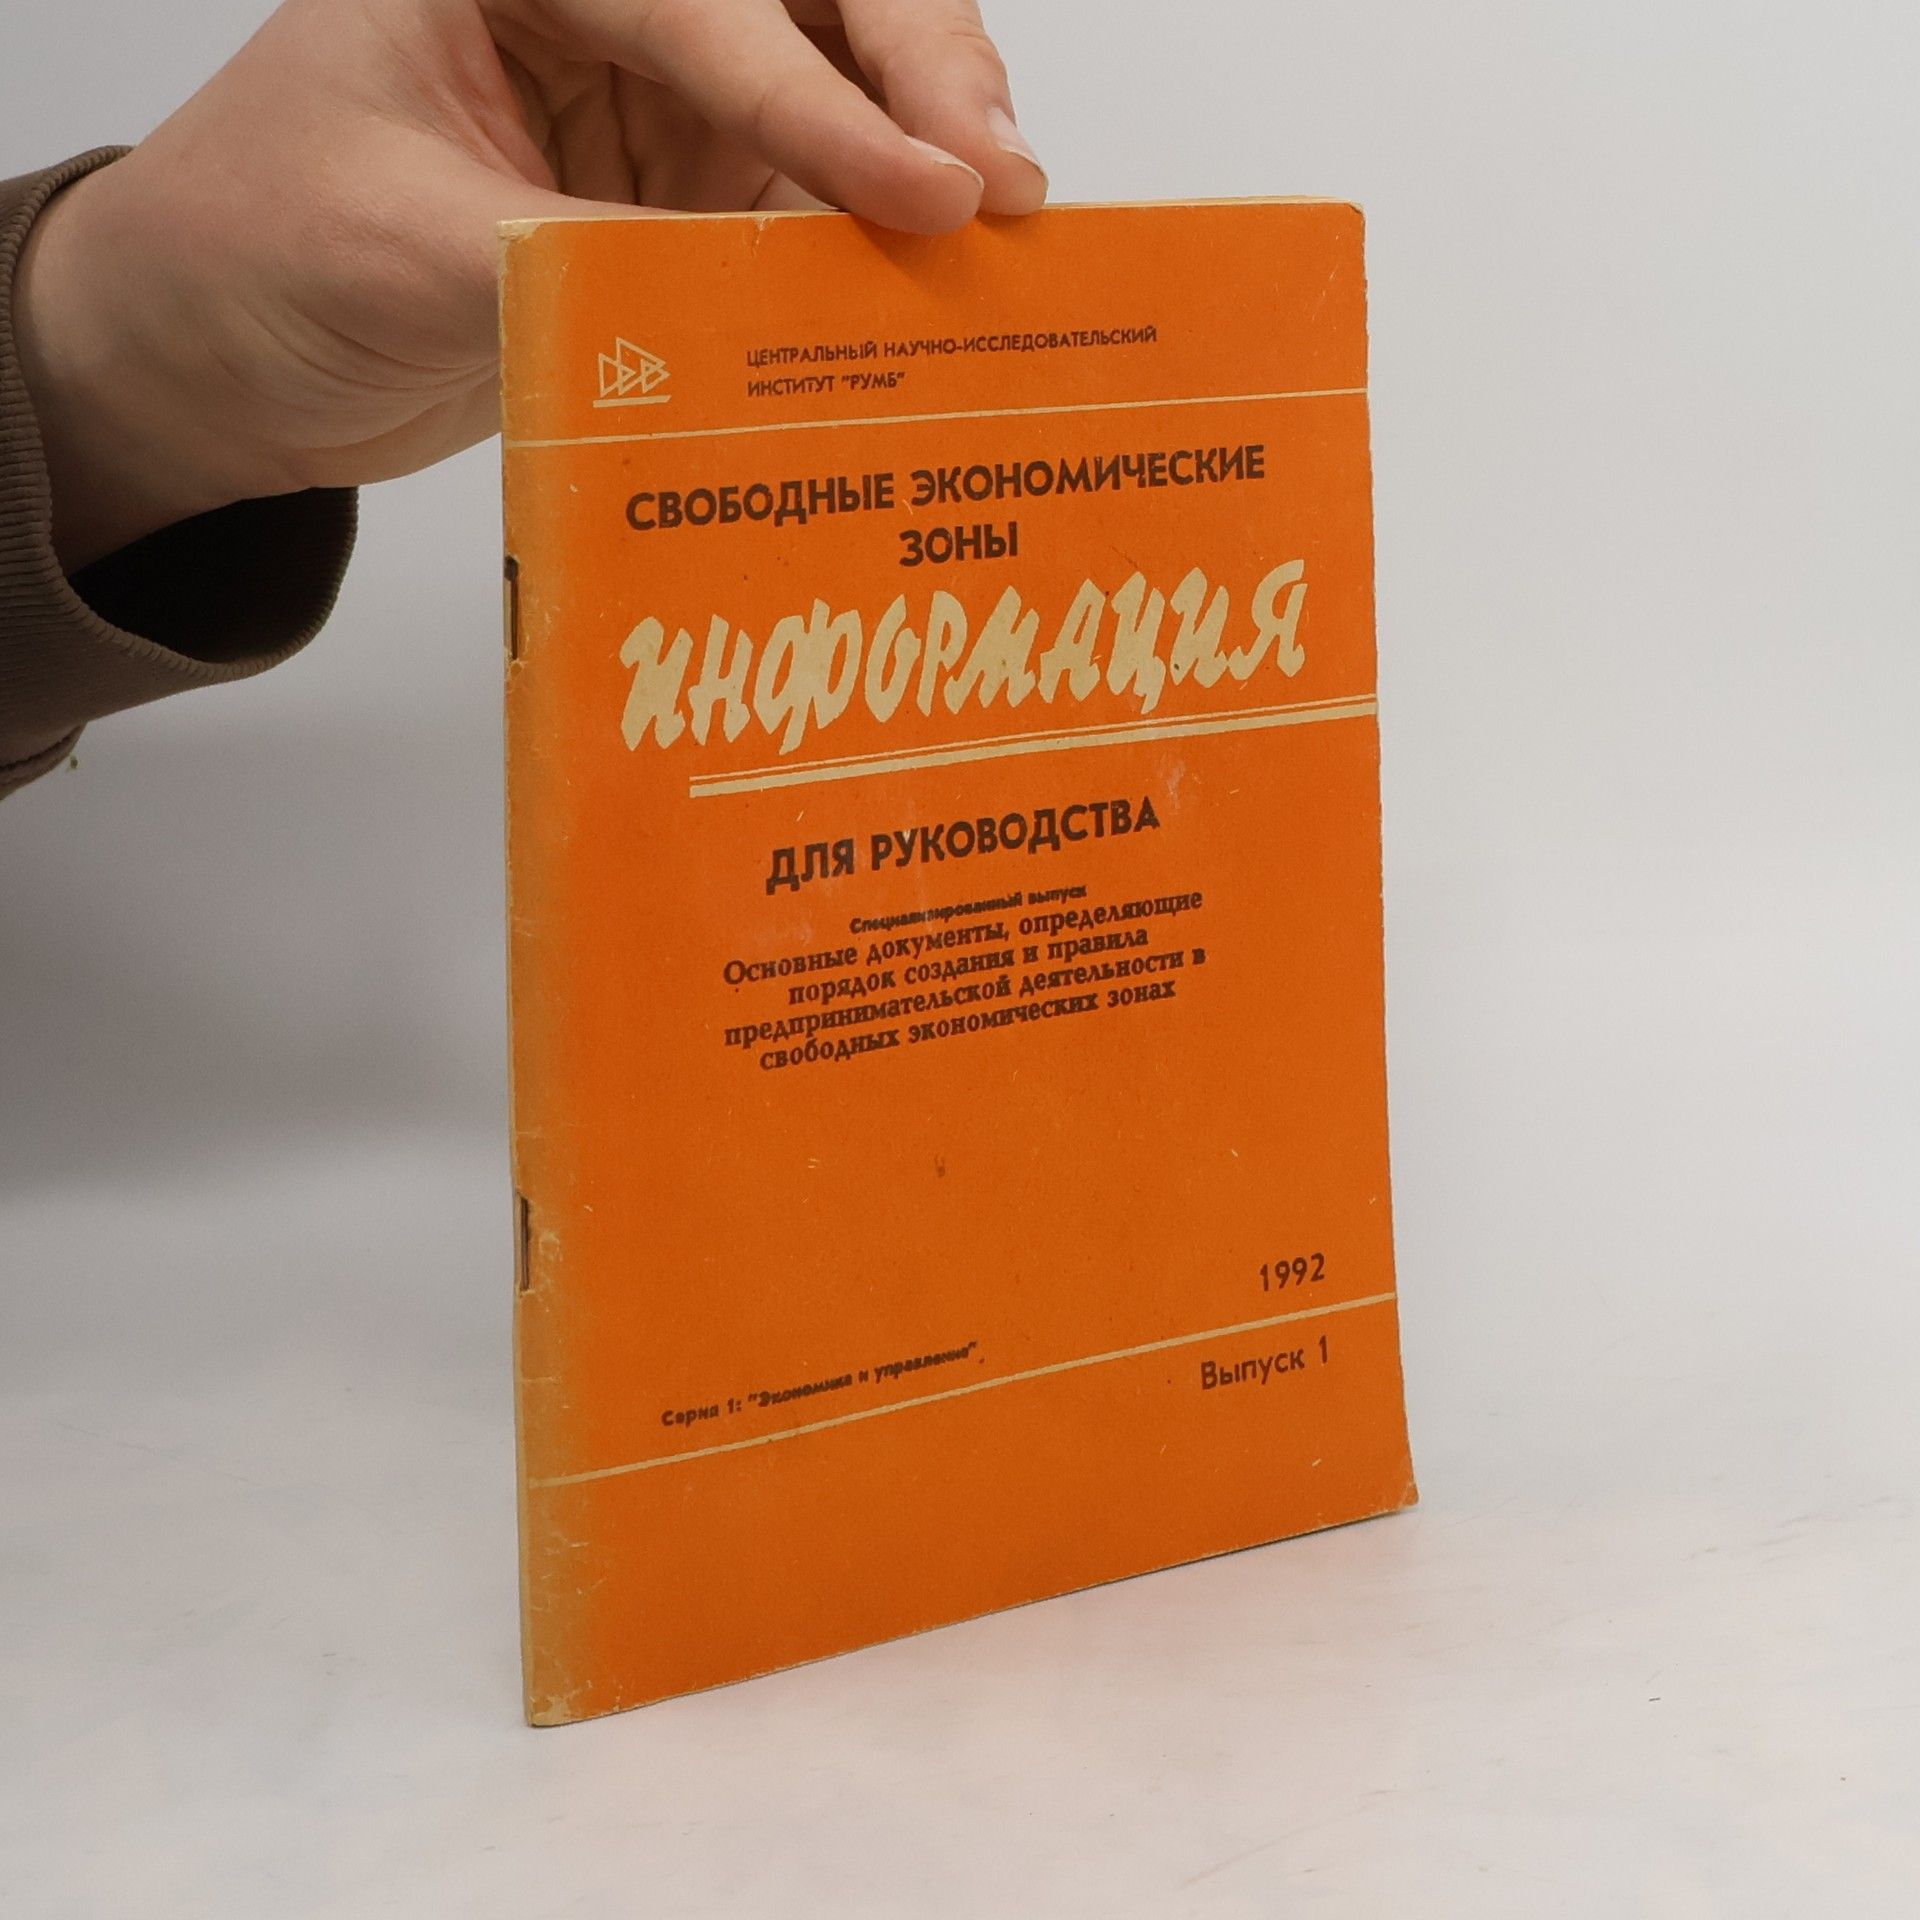 ЦЕНТРАЛЬНЫЙ НАУЧНО-ИССЛЕДОВАТЕЛЬСКИЙ
ИНСТИТУТ "РУМБ"
СВОБОДНЫЕ ЭКОНОМИЧЕСКИЕ
ЗОНЫ
ИНФОРМАЦИЯ
ДЛЯ РУКОВОДСТВА
Специализированный выпуск
Основные документы, определяющие
порядок создания и правила
предпринимательской деятельности в
свободных экономических зонах
1992
Серия 1: "Экономика и управление"
Выпуск 1